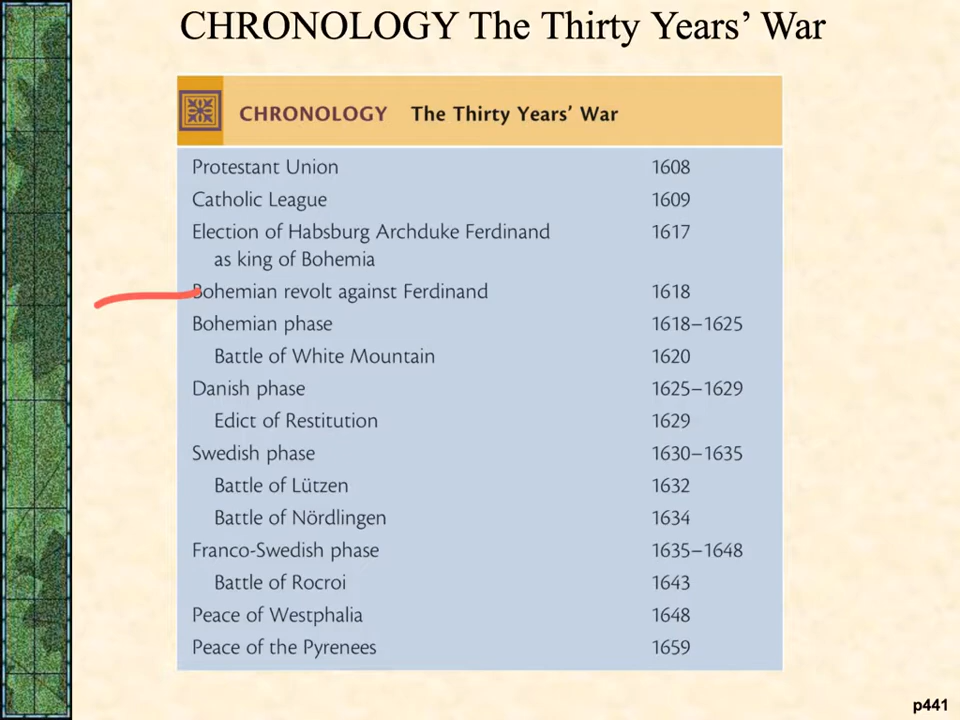 CHRONOLOGY The Thirty Years' War
CHRONOLOGY The Thirty Years' War
Protestant Union 1608
Catholic League 1609
Election of Habsburg Archduke Ferdinand 1617
as king of Bohemia
Bohemian revolt against Ferdinand 1618
Bohemian phase 1618–1625
Battle of White Mountain 1620
Danish phase 1625–1629
Edict of Restitution 1629
Swedish phase 1630–1635
Battle of Lützen 1632
Battle of Nördlingen 1634
Franco-Swedish phase 1635–1648
Battle of Rocroi 1643
Peace of Westphalia 1648
Peace of the Pyrenees 1659
p441